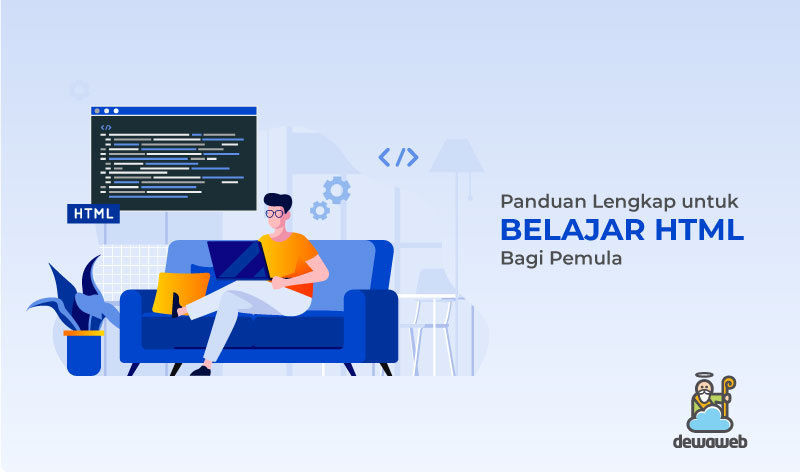 </>
HTML
</>
Panduan Lengkap untuk
BELAJAR HTML
Bagi Pemula
dewaweb